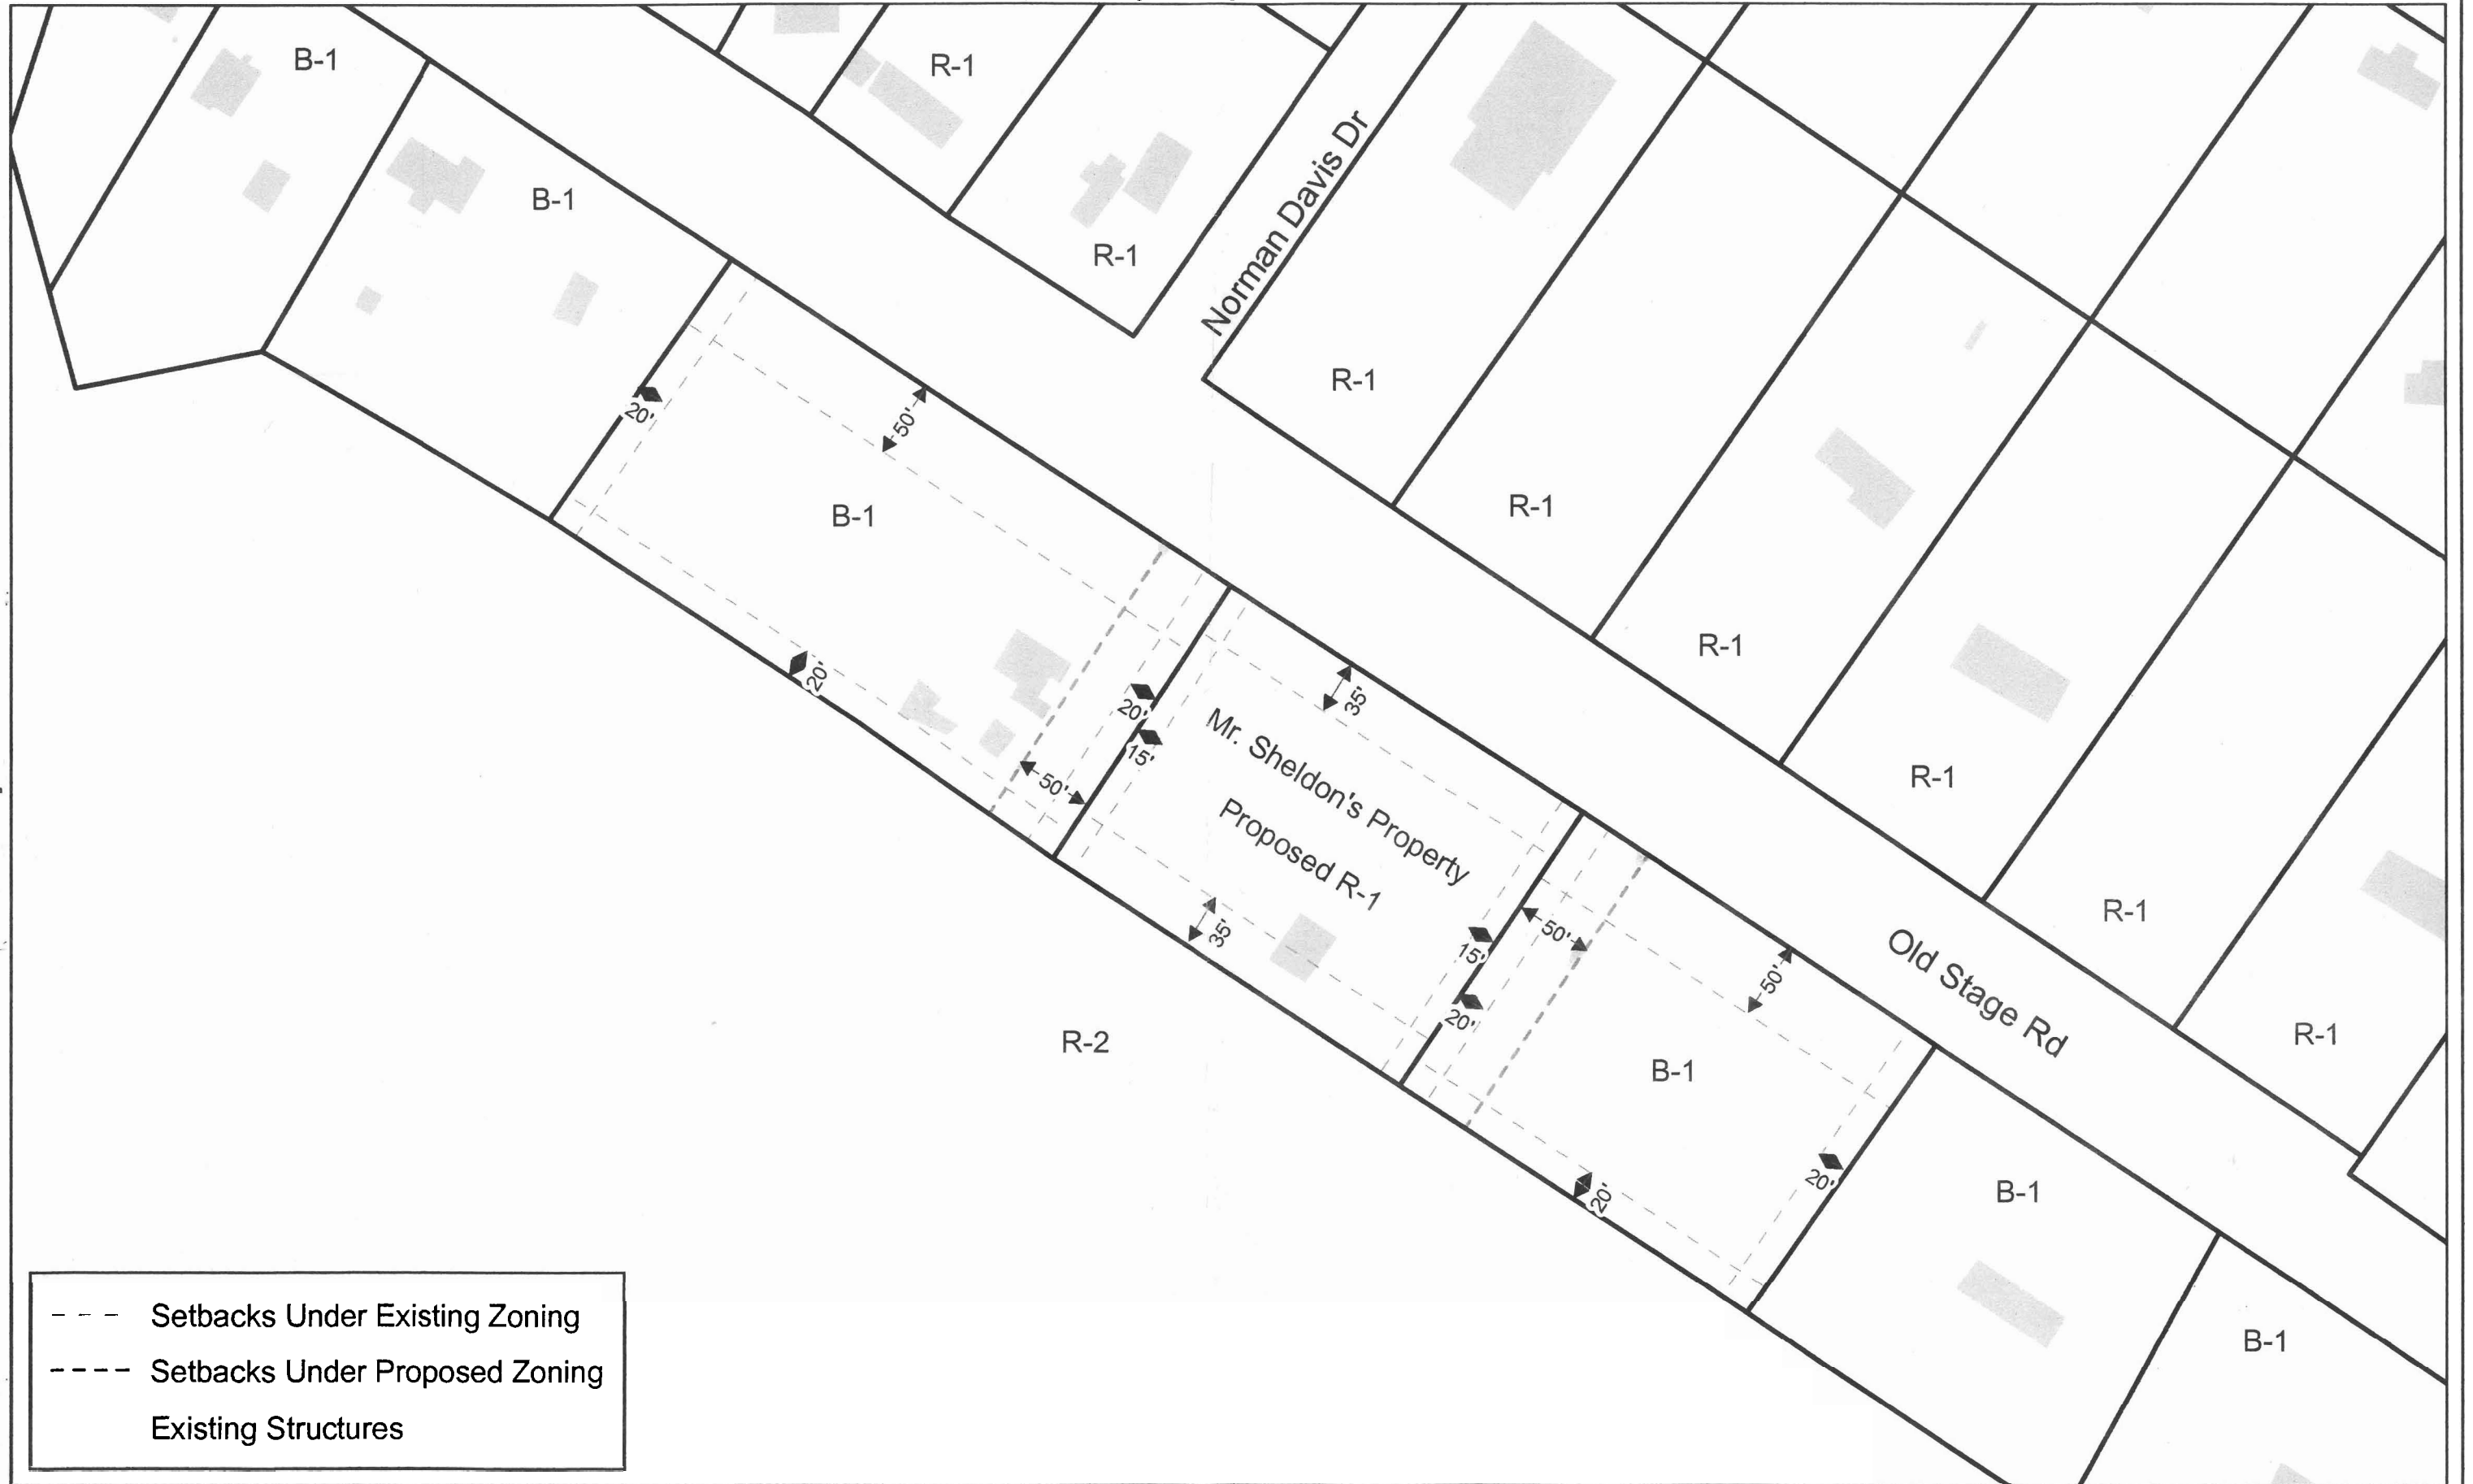 B-1
R-1
B-1
R-1
Norman Davis Dr
R-1
20'
50'
B-1
R-1
R-1
20'
20'
15'
50'
35'
Mr. Sheldon's Property
Proposed R-1
R-1
R-1
35'
15'
20'
50'
50'
Old Stage Rd
R-1
R-2
B-1
20'
20'
B-1
B-1
Setbacks Under Existing Zoning
Setbacks Under Proposed Zoning
Existing Structures